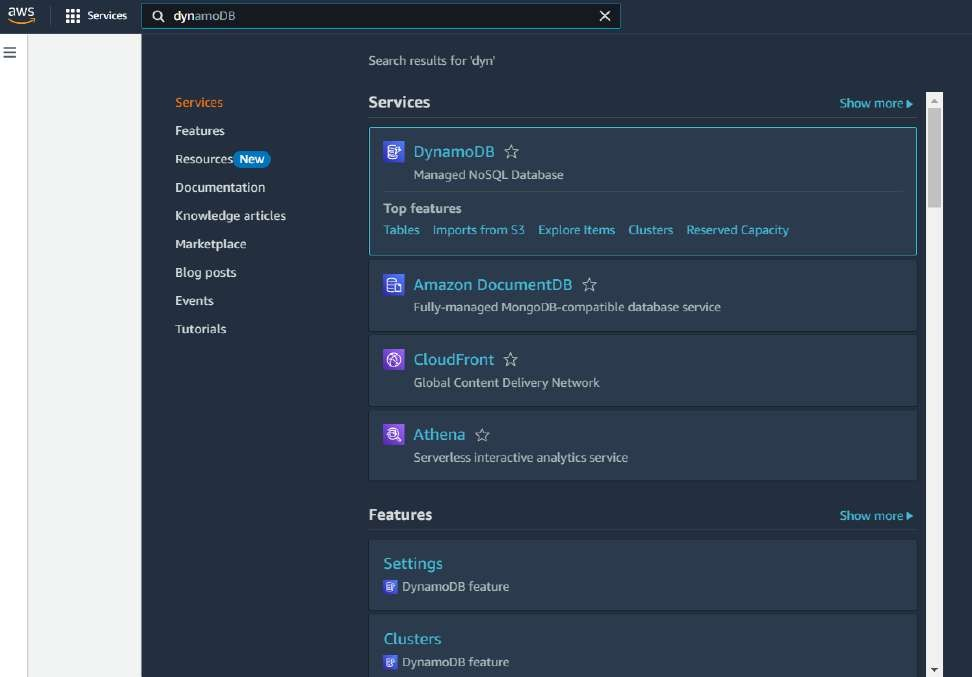 aws
Services
dynamoDB
Search results for 'dyn'
Services
Features
Resources New
Documentation
Knowledge articles
Marketplace
Blog posts
Events
Tutorials
Services
Show more
DynamoDB
Managed NoSQL Database
Top features
Tables Imports from S3 Explore Items Clusters Reserved Capacity
Amazon DocumentDB
Fully-managed MongoDB-compatible database service
CloudFront
Global Content Delivery Network
Athena
Serverless interactive analytics service
Features
Show more
Settings
DynamoDB feature
Clusters
DynamoDB feature